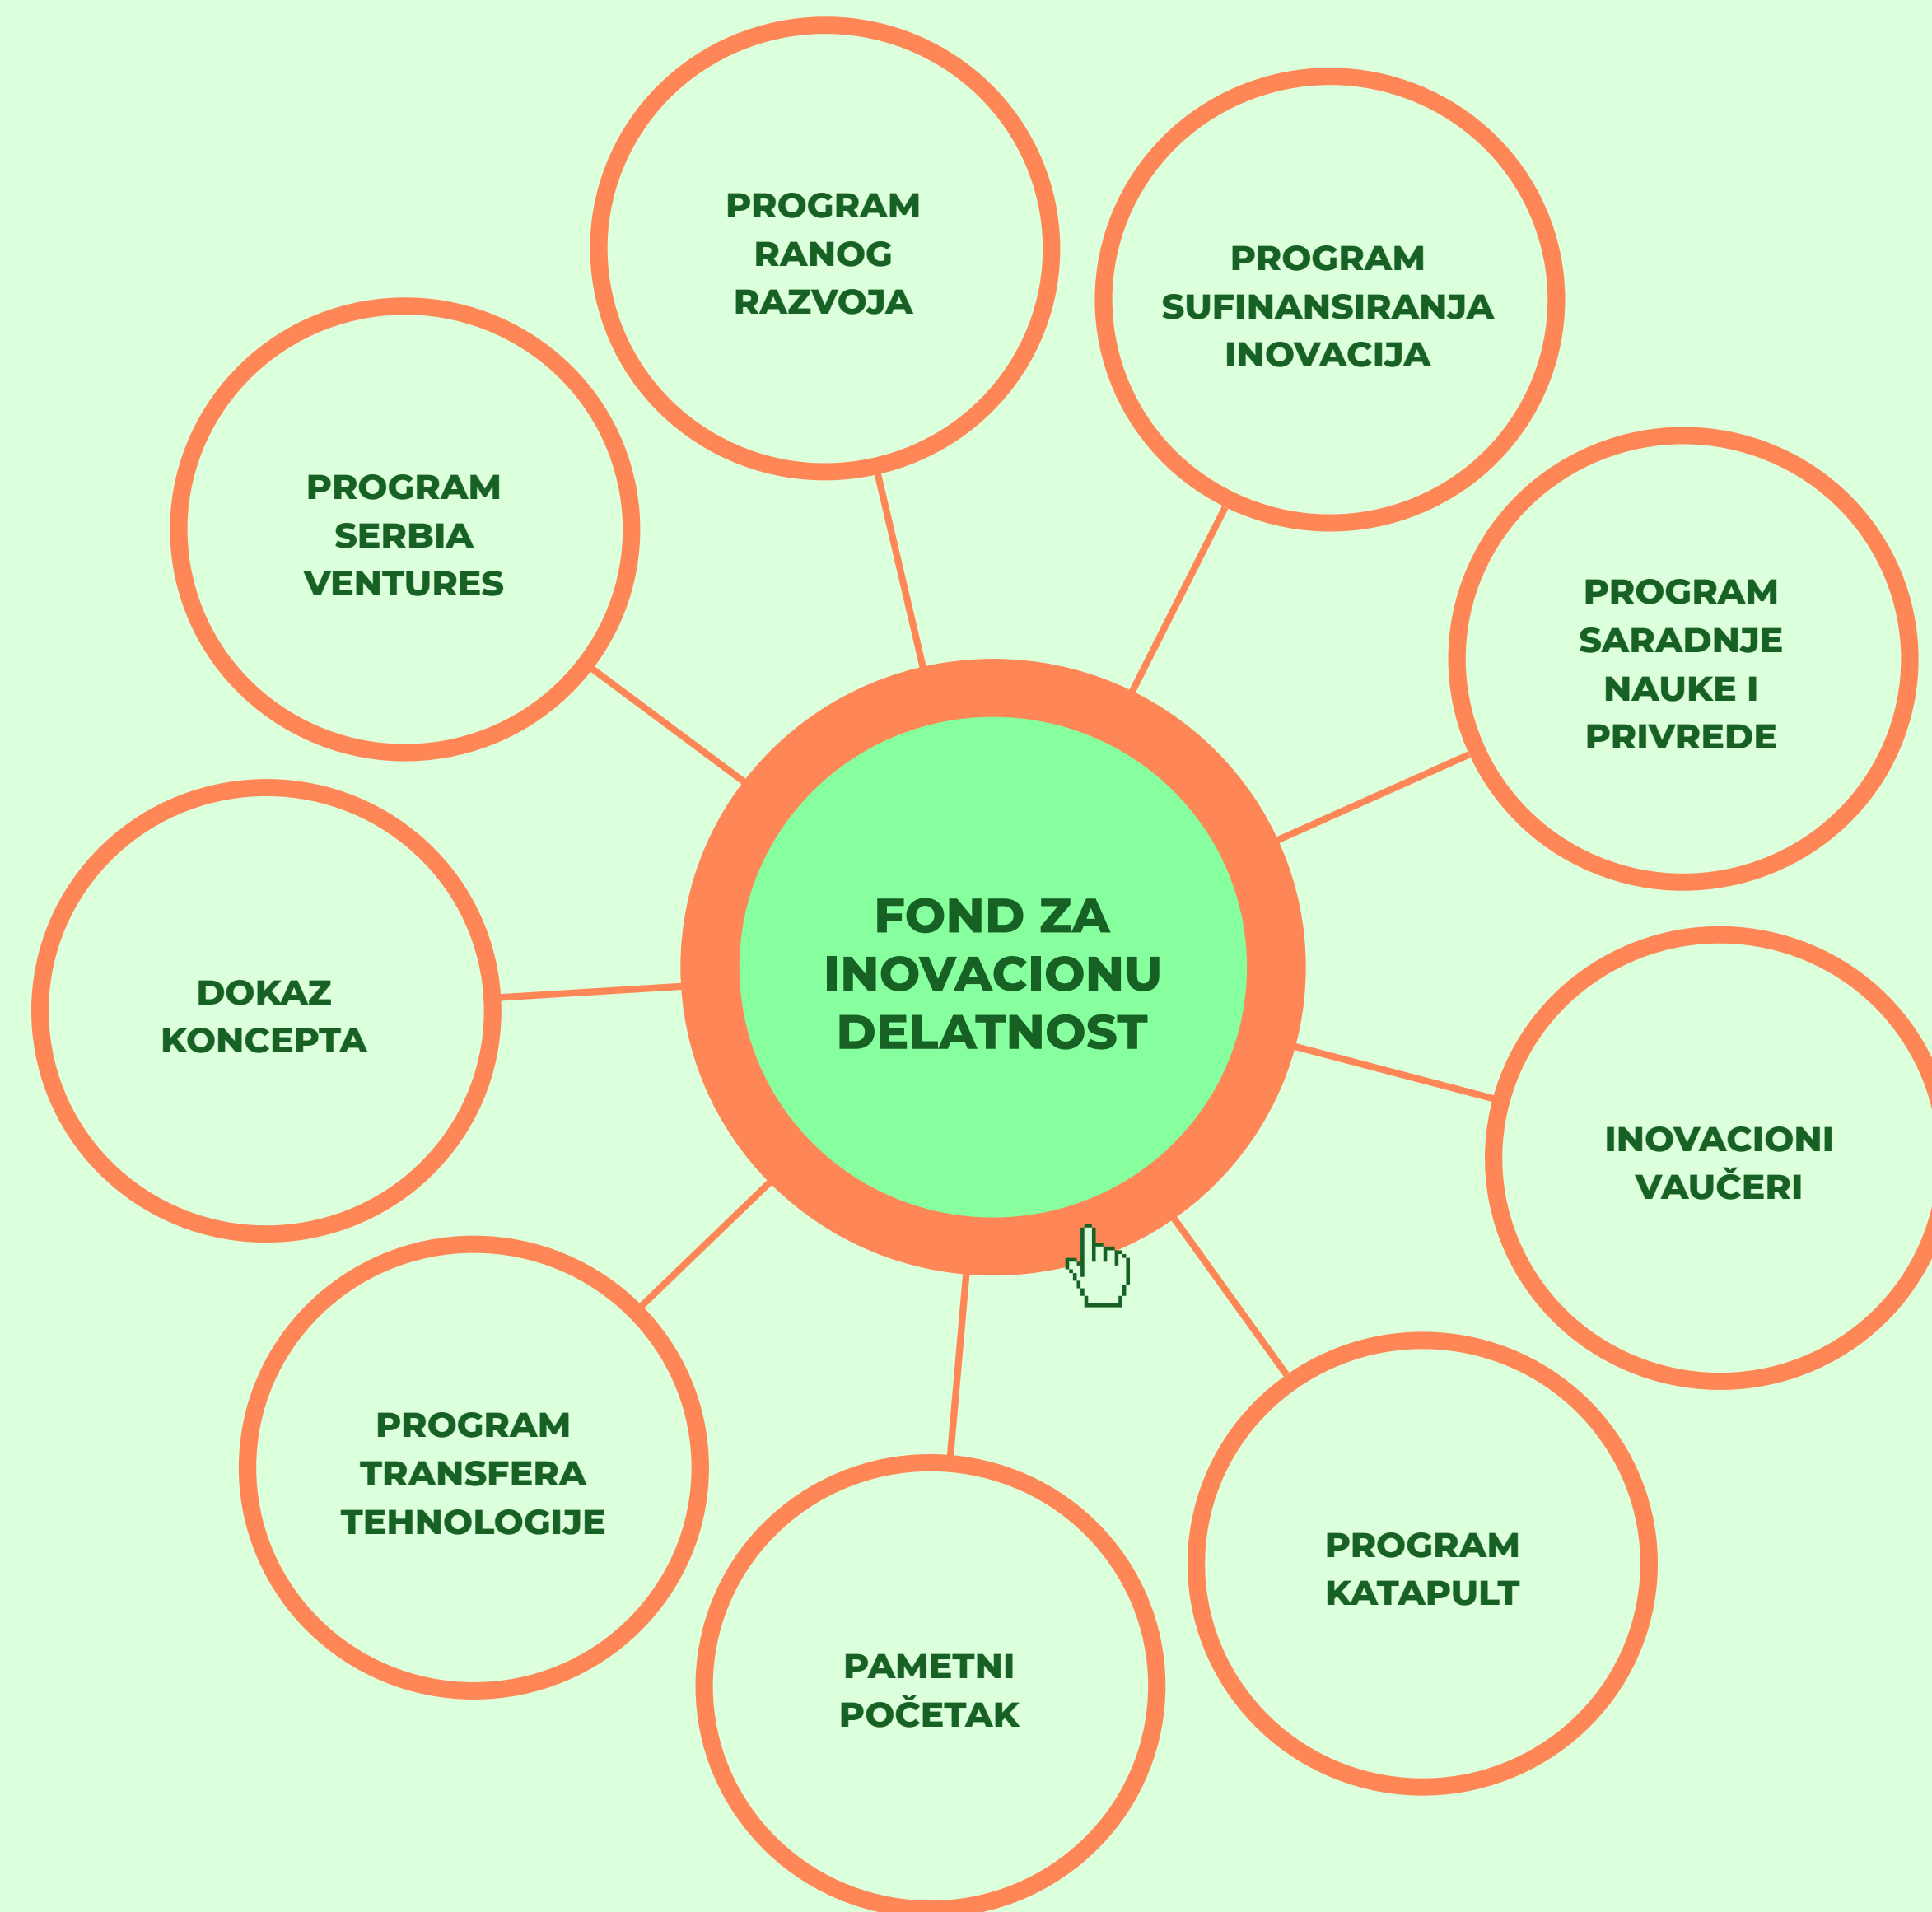 PROGRAM
RANOG
RAZVOJA
PROGRAM
SUFINANSIRANJA
INOVACIJA
PROGRAM
SERBIA
VENTURES
PROGRAM
SARADNJE
NAUKE I
PRIVREDE
FOND ZA
INOVACIONU
DELATNOST
DOKAZ
KONCEPTA
INOVACIONI
VAUČERI
PROGRAM
TRANSFERA
TEHNOLOGIJE
PROGRAM
KATAPULT
PAMETNI
POČETAK